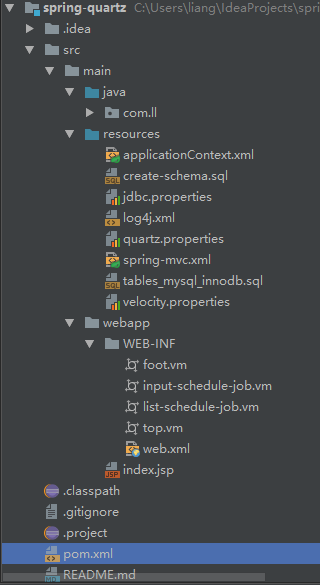 spring-quartz C:\Users\liang\IdeaProjects\spri
.idea
src
main
java
com.ll
resources
applicationContext.xml
create-schema.sql
jdbc.properties
log4j.xml
quartz.properties
spring-mvc.xml
tables_mysql_innodb.sql
velocity.properties
webapp
WEB-INF
foot.vm
input-schedule-job.vm
list-schedule-job.vm
top.vm
web.xml
index.jsp
.classpath
.gitignore
.project
pom.xml
README.md